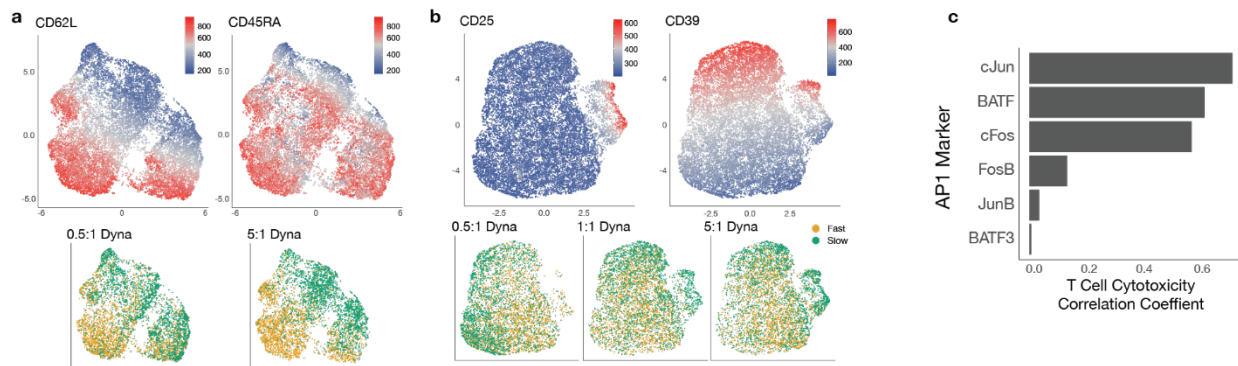 a
CD62L
800
600
400
200
5.0
0.0
-5.0
-6
0
6
CD45RA
800
600
400
200
-6
0
6
0.5:1 Dyna
5:1 Dyna
b
CD25
600
500
400
300
4
0
-4
-2.5
0.0
2.5
CD39
600
400
200
-2.5
0.0
2.5
0.5:1 Dyna
1:1 Dyna
5:1 Dyna
Fast
Slow
c
AP1 Marker
cJun
BATF
cFos
FosB
JunB
BATF3
0.0
0.2
0.4
0.6
T Cell Cytotoxicity
Correlation Coeffient